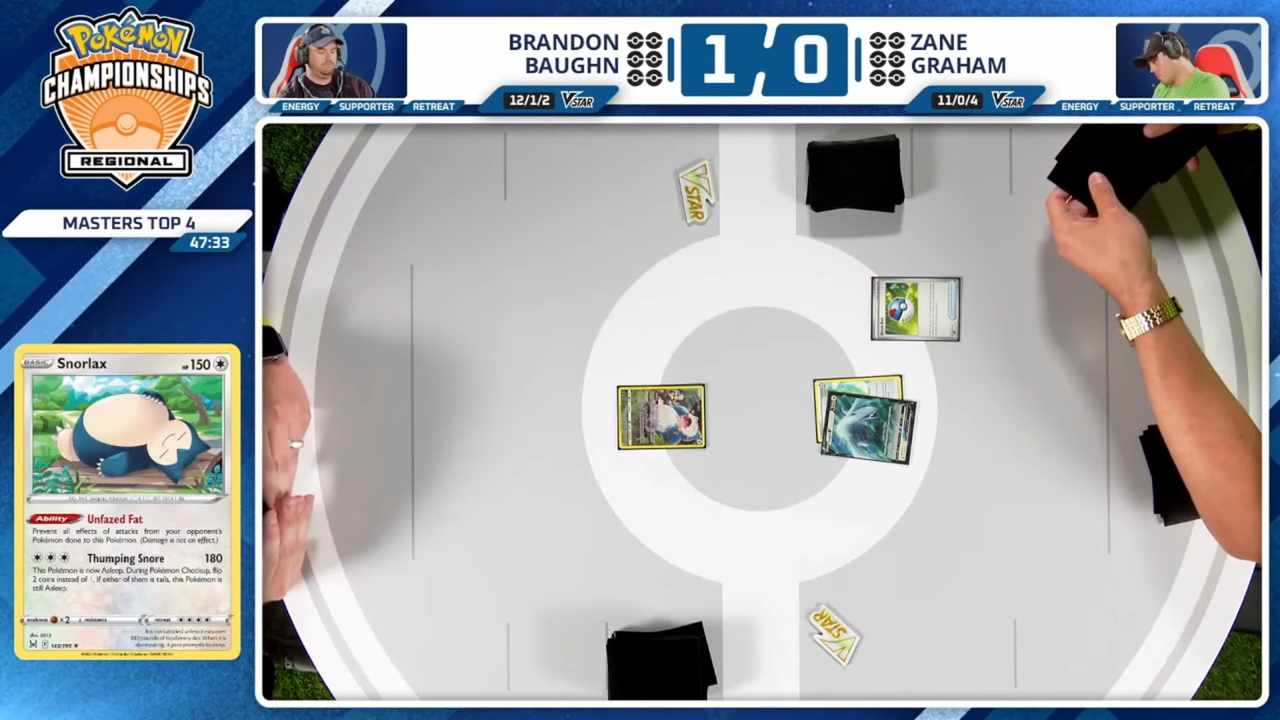 Pokémon
CHAMPIONSHIPS
REGIONAL
MASTERS TOP 4
47:33
BRANDON
BAUGHN
1 0
ZANE
GRAHAM
ENERGY SUPPORTER RETREAT
12/1/2 VSTAR
11/0/4 VSTAR
ENERGY SUPPORTER RETREAT
VSTAR
VSTAR
BASIC Snorlax HP 150
Ability Unfazed Fat
Prevent all effects of attacks from your opponent's
Pokémon done to this Pokémon. (Damage is not an effect.)
Thumping Snore 180
This Pokémon is now Asleep. During Pokémon Checkup, flip
2 coins instead of 1. If either of them is tails, this Pokémon is
still Asleep.
weakness ×2 resistance retreat
143/196